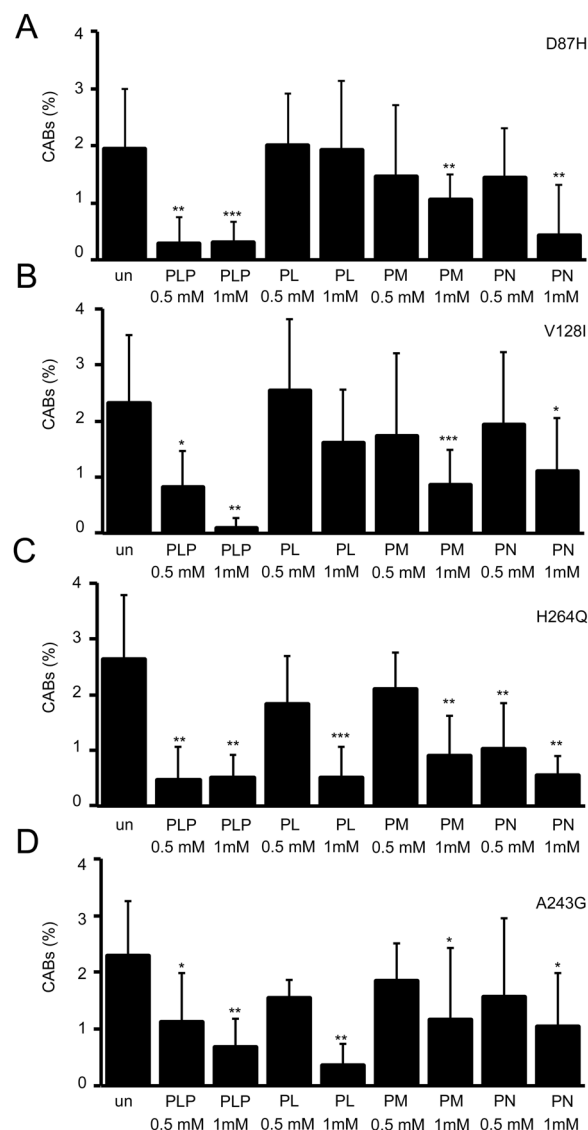 A
D87H
CABs (%)
4
3
2
1
0
** *** ** **
un PLP PLP PL PL PM PM PN PN
0.5 mM 1mM 0.5 mM 1mM 0.5 mM 1mM 0.5 mM 1mM
B
V128I
CABs (%)
4
3
2
1
0
* ** *** *
un PLP PLP PL PL PM PM PN PN
0.5 mM 1mM 0.5 mM 1mM 0.5 mM 1mM 0.5 mM 1mM
C
H264Q
CABs (%)
4
3
2
1
0
** ** *** ** ** **
un PLP PLP PL PL PM PM PN PN
0.5 mM 1mM 0.5 mM 1mM 0.5 mM 1mM 0.5 mM 1mM
D
A243G
CABs (%)
4
3
2
1
0
* ** ** * *
un PLP PLP PL PL PM PM PN PN
0.5 mM 1mM 0.5 mM 1mM 0.5 mM 1mM 0.5 mM 1mM